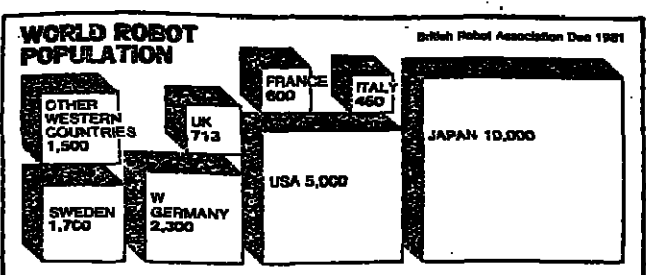 WORLD ROBOT
POPULATION
British Robot Association Dec 1981
OTHER
WESTERN
COUNTRIES
1,500
UK
713
FRANCE
600
ITALY
450
JAPAN 10,000
USA 5,000
SWEDEN
1,700
W
GERMANY
2,300